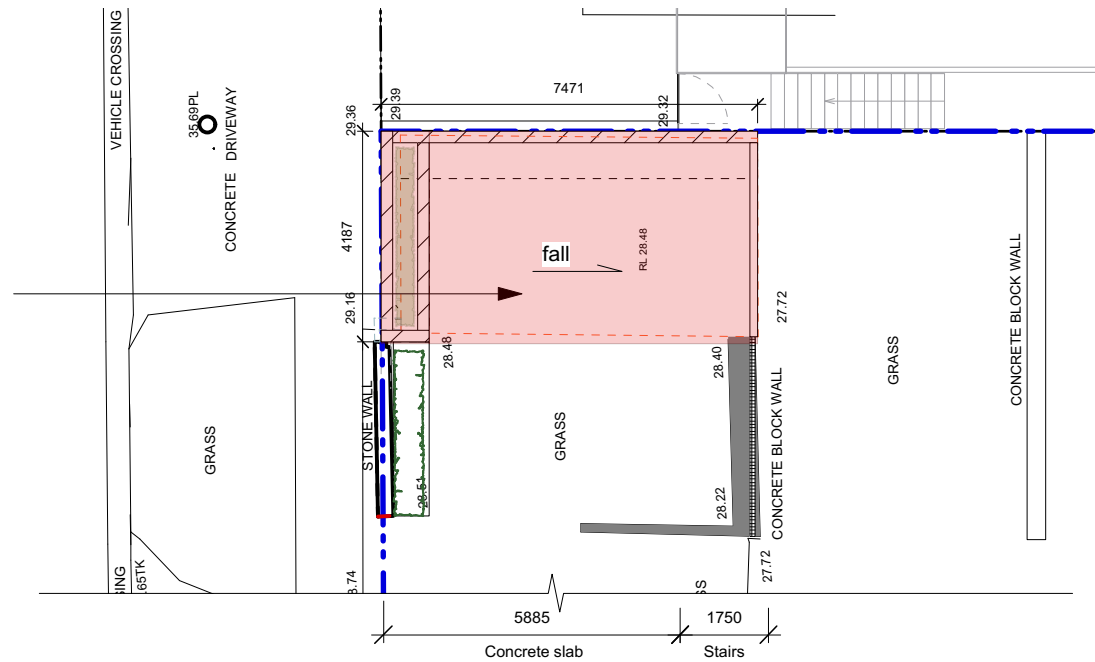 VEHICLE CROSSING
35.69PL
CONCRETE DRIVEWAY
7471
29.36
29.39
29.32
4187
fall
RL 28.48
29.16
27.72
CONCRETE BLOCK WALL
28.48
28.40
STONE WALL
GRASS
GRASS
GRASS
CONCRETE BLOCK WALL
28.51
28.22
27.72
.65TK
5885
1750
Concrete slab
Stairs